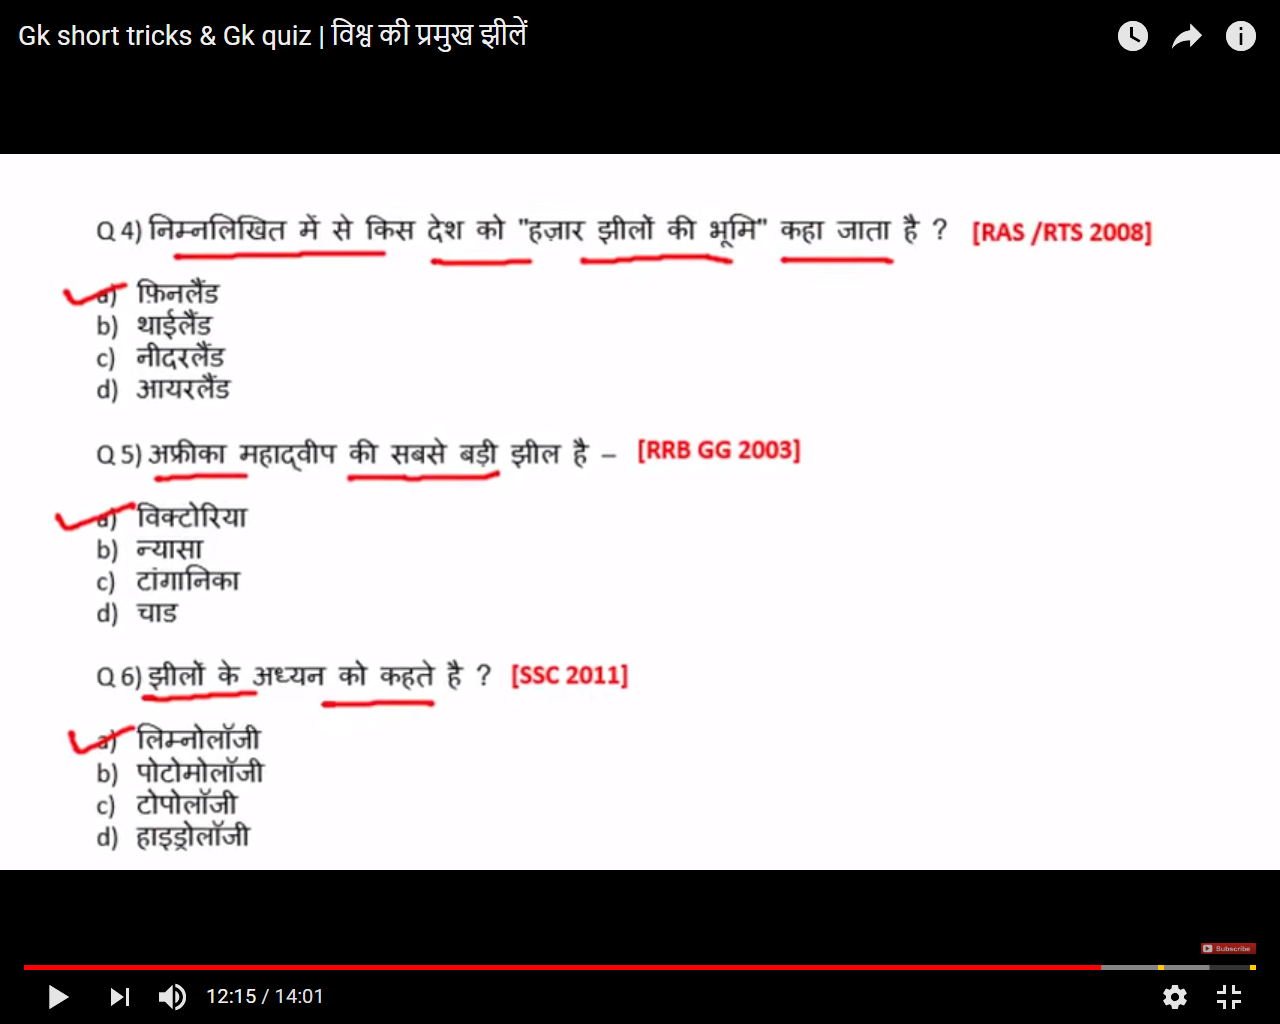 Gk short tricks & Gk quiz | विश्व की प्रमुख झीलें
Q 4) निम्नलिखित में से किस देश को "हज़ार झीलों की भूमि" कहा जाता है ? [RAS /RTS 2008]
a) फ़िनलैंड
b) थाईलैंड
c) नीदरलैंड
d) आयरलैंड
Q 5) अफ्रीका महाद्वीप की सबसे बड़ी झील है – [RRB GG 2003]
a) विक्टोरिया
b) न्यासा
c) टांगानिका
d) चाड
Q 6) झीलों के अध्यन को कहते है ? [SSC 2011]
a) लिम्नोलॉजी
b) पोटोमोलॉजी
c) टोपोलॉजी
d) हाइड्रोलॉजी
Subscribe
12:15 / 14:01